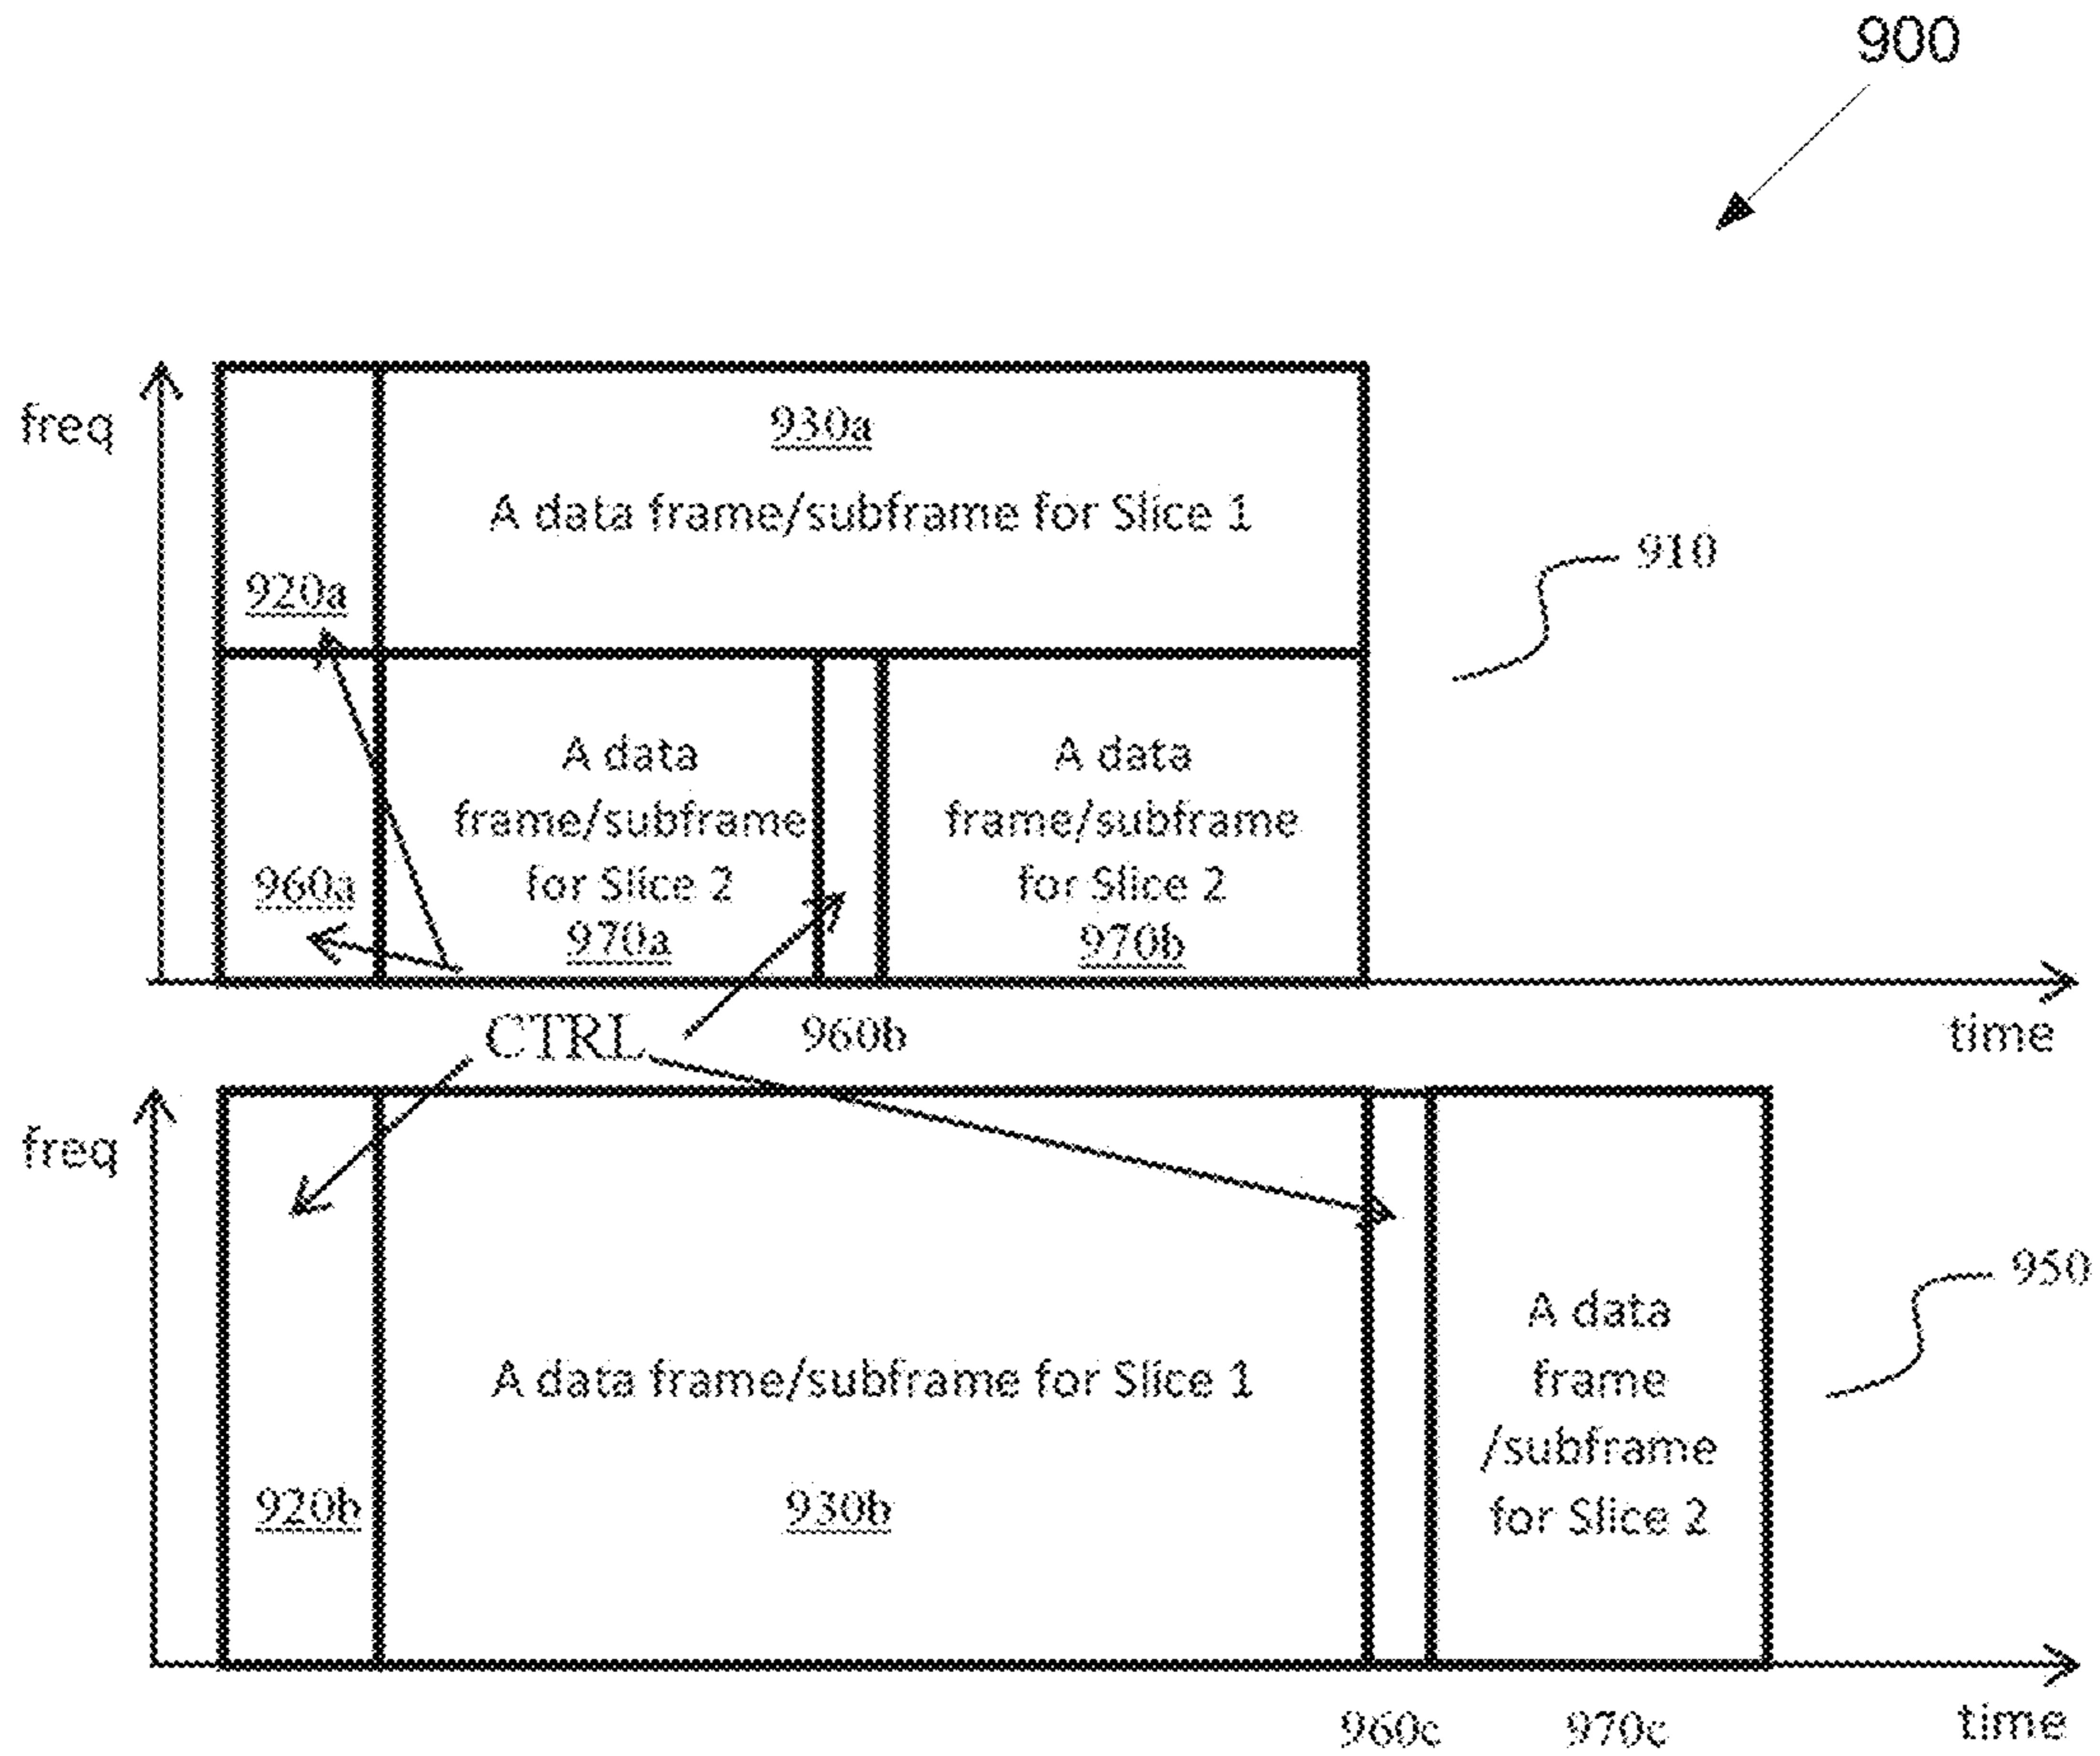 900
freq
930a
A data frame/subframe for Slice 1
910
920a
A data
frame/subframe
for Slice 2
970a
A data
frame/subframe
for Slice 2
970b
960a
CTRL
960b
time
freq
A data frame/subframe for Slice 1
930b
920b
A data
frame
/subframe
for Slice 2
950
960c
970c
time